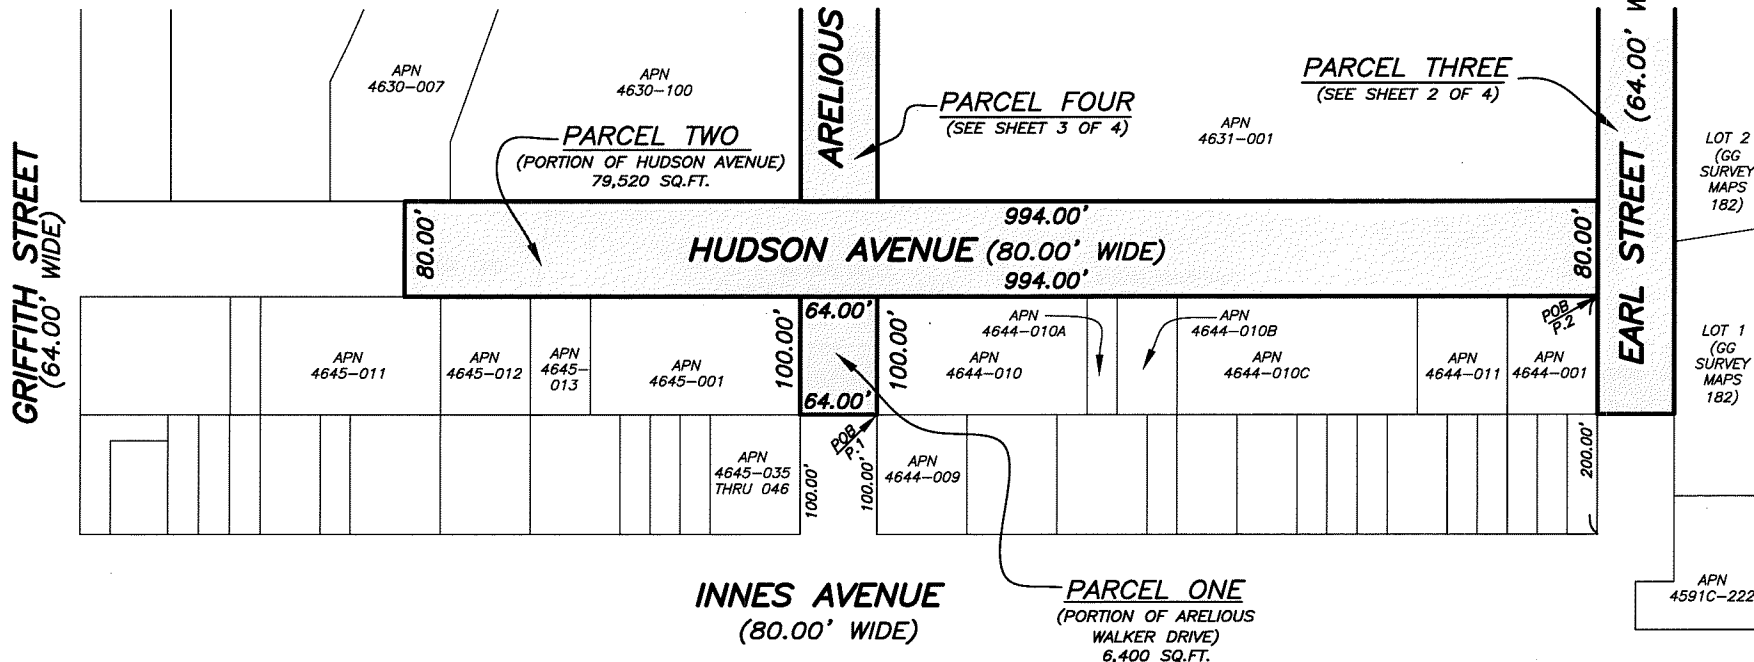 ARELIOUS
(64.00' W
APN
4630-007
APN
4630-100
PARCEL THREE
(SEE SHEET 2 OF 4)
PARCEL FOUR
(SEE SHEET 3 OF 4)
APN
4631-001
PARCEL TWO
(PORTION OF HUDSON AVENUE)
79,520 SQ.FT.
LOT 2
(GG
SURVEY
MAPS
182)
GRIFFITH STREET
(64.00' WIDE)
80.00'
994.00'
HUDSON AVENUE (80.00' WIDE)
994.00'
80.00'
EARL STREET
64.00'
100.00'
100.00'
64.00'
APN
4645-011
APN
4645-012
APN
4645-
013
APN
4645-001
APN
4644-010A
APN
4644-010B
APN
4644-010
APN
4644-010C
APN
4644-011
APN
4644-001
POB
P.2
LOT 1
(GG
SURVEY
MAPS
182)
POB
P.1
APN
4645-035
THRU 046
100.00'
100.00'
APN
4644-009
200.00'
INNES AVENUE
(80.00' WIDE)
PARCEL ONE
(PORTION OF ARELIOUS
WALKER DRIVE)
6,400 SQ.FT.
APN
4591C-222